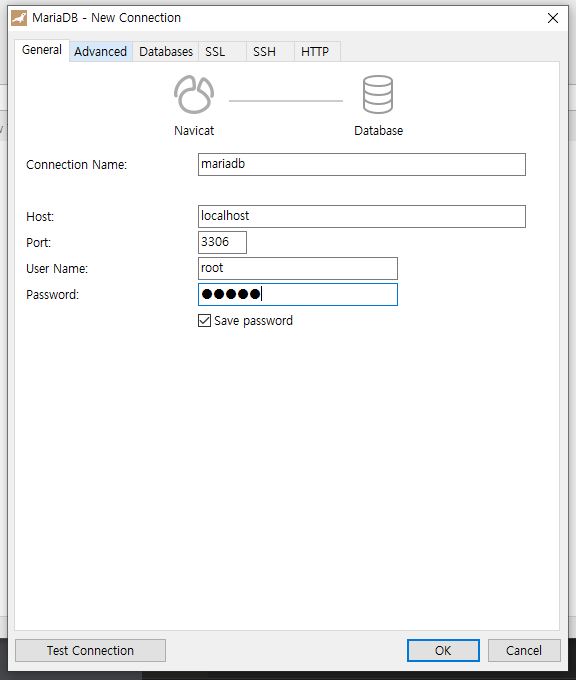 MariaDB - New Connection
General Advanced Databases SSL SSH HTTP
Navicat Database
Connection Name: mariadb
Host: localhost
Port: 3306
User Name: root
Password: ●●●●●
Save password
Test Connection OK Cancel